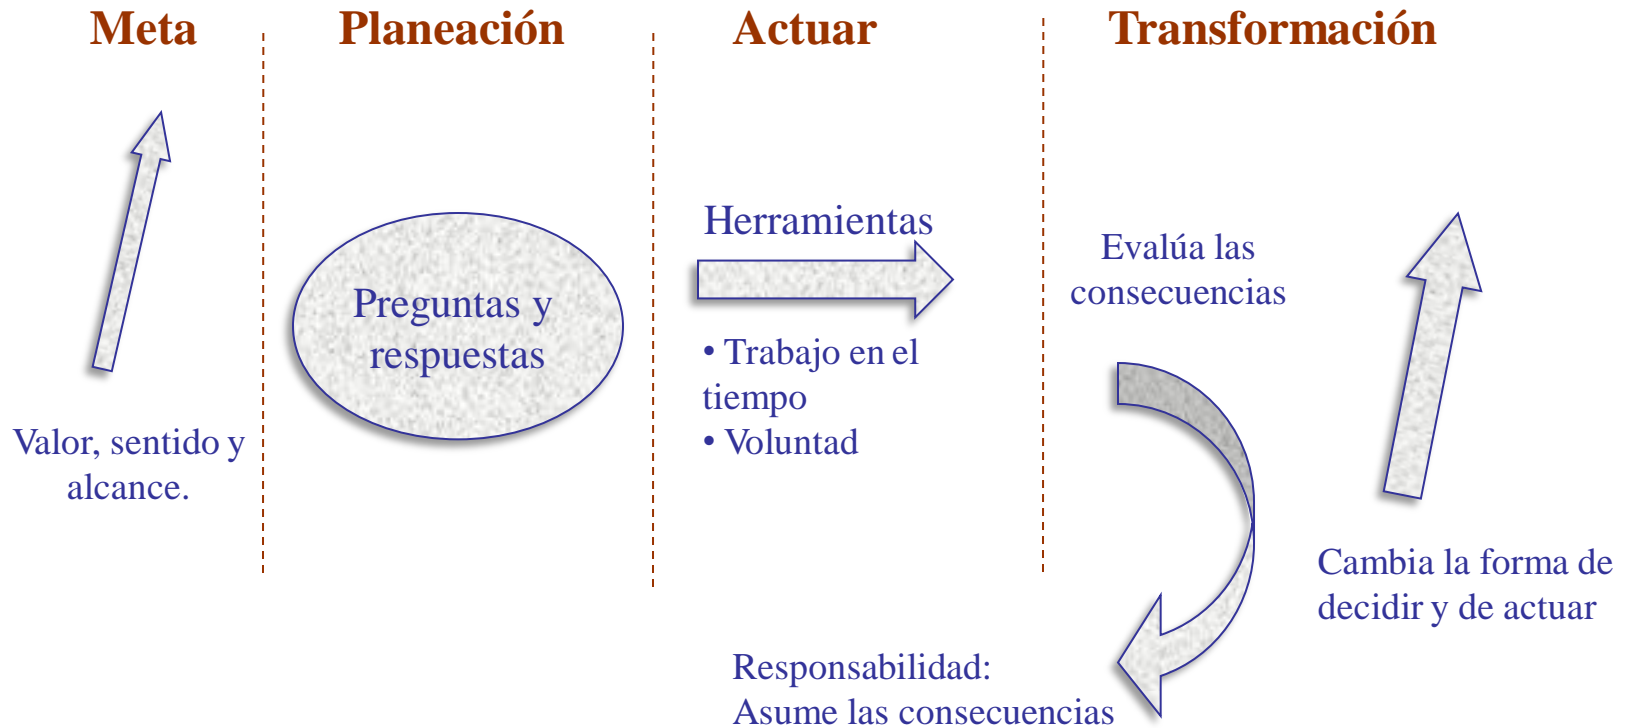 Meta
Planeación
Actuar
Transformación
Valor, sentido y
alcance.
Preguntas y
respuestas
Herramientas
• Trabajo en el
tiempo
• Voluntad
Evalúa las
consecuencias
Responsabilidad:
Asume las consecuencias
Cambia la forma de
decidir y de actuar